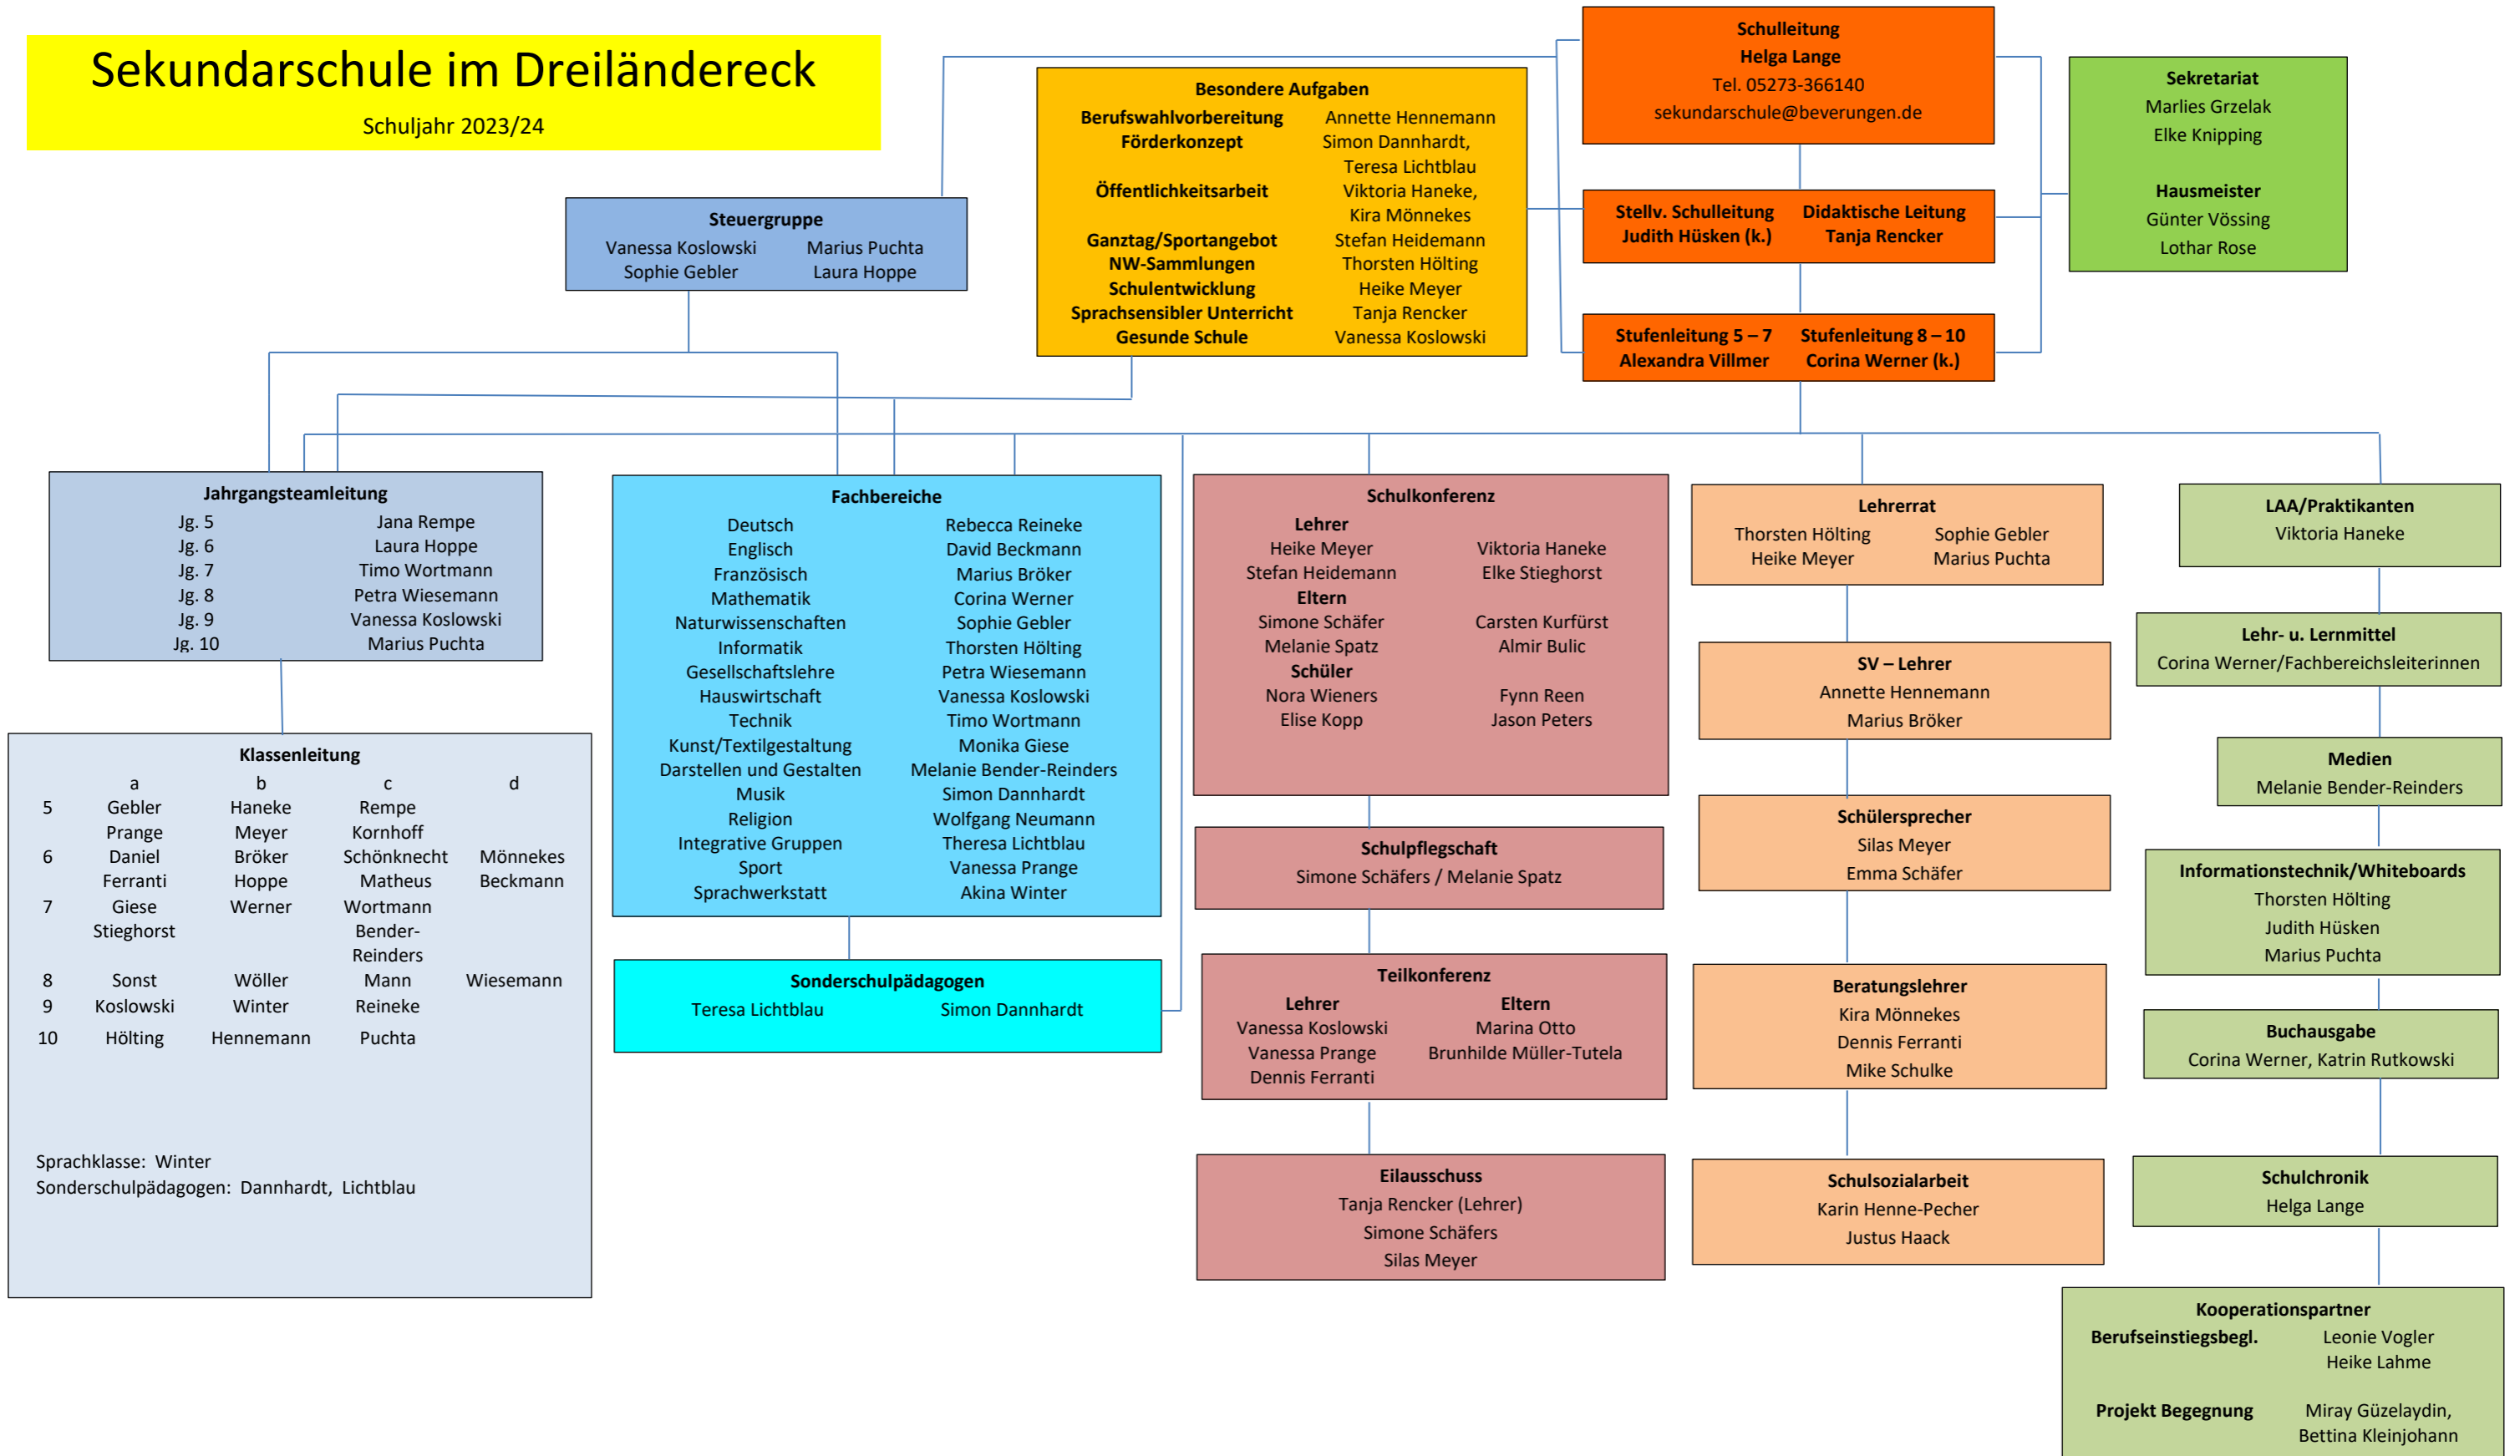 Sekundarschule im Dreiländereck
Schuljahr 2023/24
Schulleitung
Helga Lange
Tel. 05273-366140
sekundarschule@beverungen.de
Sekretariat
Marlies Grzelak
Elke Knipping
Hausmeister
Günter Vössing
Lothar Rose
Besondere Aufgaben
Berufswahlvorbereitung Annette Hennemann
Förderkonzept Simon Dannhardt,
Teresa Lichtblau
Öffentlichkeitsarbeit Viktoria Haneke,
Kira Mönnekes
Ganztag/Sportangebot Stefan Heidemann
NW-Sammlungen Thorsten Hölting
Schulentwicklung Heike Meyer
Sprachsensibler Unterricht Tanja Rencker
Gesunde Schule Vanessa Koslowski
Stellv. Schulleitung Didaktische Leitung
Judith Hüsken (k.) Tanja Rencker
Stufenleitung 5 – 7 Stufenleitung 8 – 10
Alexandra Villmer Corina Werner (k.)
Steuergruppe
Vanessa Koslowski Marius Puchta
Sophie Gebler Laura Hoppe
Jahrgangsteamleitung
Jg. 5 Jana Rempe
Jg. 6 Laura Hoppe
Jg. 7 Timo Wortmann
Jg. 8 Petra Wiesemann
Jg. 9 Vanessa Koslowski
Jg. 10 Marius Puchta
Klassenleitung
a b c d
5 Gebler Haneke Rempe
Prange Meyer Kornhoff
6 Daniel Bröker Schönknecht Mönnekes
Ferranti Hoppe Matheus Beckmann
7 Giese Werner Wortmann
Stieghorst Bender-
Reinders
8 Sonst Wöller Mann Wiesemann
9 Koslowski Winter Reineke
10 Hölting Hennemann Puchta
Sprachklasse: Winter
Sonderschulpädagogen: Dannhardt, Lichtblau
Fachbereiche
Deutsch Rebecca Reineke
Englisch David Beckmann
Französisch Marius Bröker
Mathematik Corina Werner
Naturwissenschaften Sophie Gebler
Informatik Thorsten Hölting
Gesellschaftslehre Petra Wiesemann
Hauswirtschaft Vanessa Koslowski
Technik Timo Wortmann
Kunst/Textilgestaltung Monika Giese
Darstellen und Gestalten Melanie Bender-Reinders
Musik Simon Dannhardt
Religion Wolfgang Neumann
Integrative Gruppen Theresa Lichtblau
Sport Vanessa Prange
Sprachwerkstatt Akina Winter
Sonderschulpädagogen
Teresa Lichtblau Simon Dannhardt
Schulkonferenz
Lehrer
Heike Meyer Viktoria Haneke
Stefan Heidemann Elke Stieghorst
Eltern
Simone Schäfer Carsten Kurfürst
Melanie Spatz Almir Bulic
Schüler
Nora Wieners Fynn Reen
Elise Kopp Jason Peters
Schulpflegschaft
Simone Schäfers / Melanie Spatz
Teilkonferenz
Lehrer Eltern
Vanessa Koslowski Marina Otto
Vanessa Prange Brunhilde Müller-Tutela
Dennis Ferranti
Eilausschuss
Tanja Rencker (Lehrer)
Simone Schäfers
Silas Meyer
Lehrerrat
Thorsten Hölting Sophie Gebler
Heike Meyer Marius Puchta
SV – Lehrer
Annette Hennemann
Marius Bröker
Schülersprecher
Silas Meyer
Emma Schäfer
Beratungslehrer
Kira Mönnekes
Dennis Ferranti
Mike Schulke
Schulsozialarbeit
Karin Henne-Pecher
Justus Haack
LAA/Praktikanten
Viktoria Haneke
Lehr- u. Lernmittel
Corina Werner/Fachbereichsleiterinnen
Medien
Melanie Bender-Reinders
Informationstechnik/Whiteboards
Thorsten Hölting
Judith Hüsken
Marius Puchta
Buchausgabe
Corina Werner, Katrin Rutkowski
Schulchronik
Helga Lange
Kooperationspartner
Berufseinstiegsbegl. Leonie Vogler
Heike Lahme
Projekt Begegnung Miray Güzelaydin,
Bettina Kleinjohann